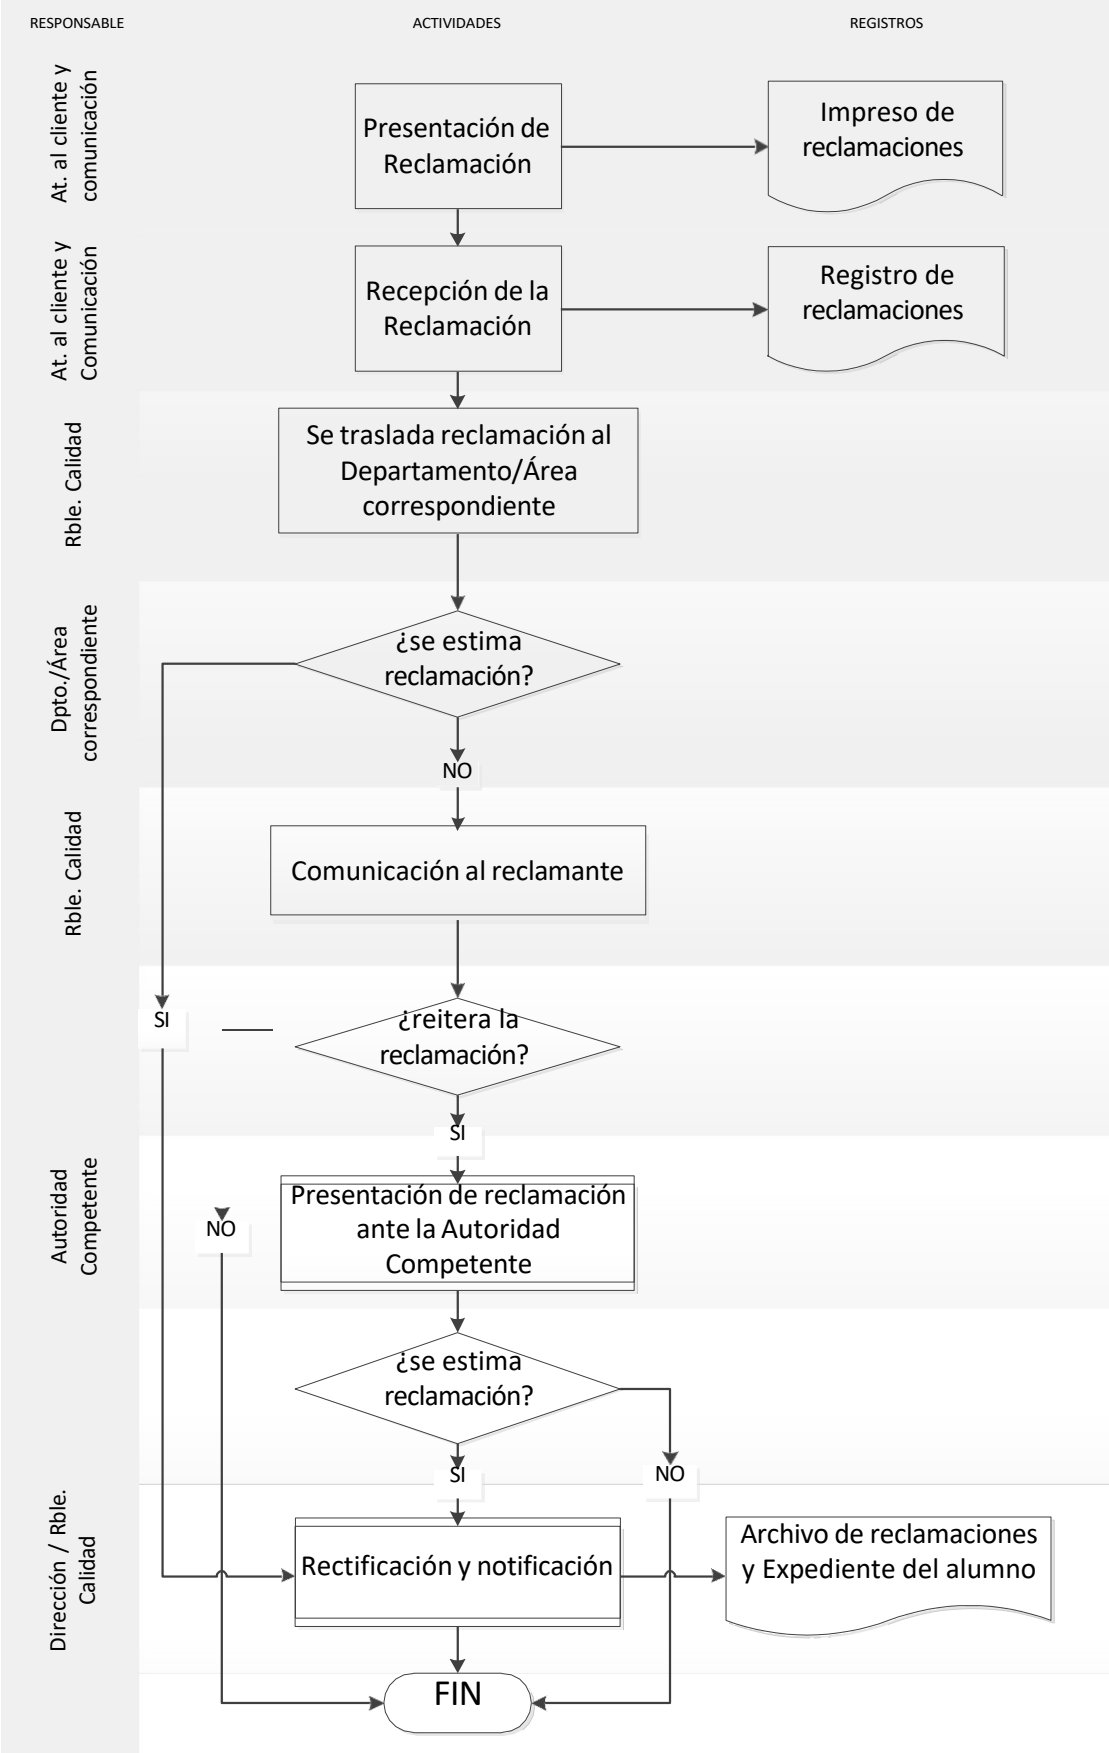 RESPONSABLE
ACTIVIDADES
REGISTROS
At. al cliente y
comunicación
Presentación de
Reclamación
Impreso de
reclamaciones
At. al cliente y
Comunicación
Recepción de la
Reclamación
Registro de
reclamaciones
Rble. Calidad
Se traslada reclamación al
Departamento/Área
correspondiente
Dpto./Área
correspondiente
¿se estima
reclamación?
NO
Rble. Calidad
Comunicación al reclamante
SI
¿reitera la
reclamación?
SI
Autoridad
Competente
NO
Presentación de reclamación
ante la Autoridad
Competente
¿se estima
reclamación?
SI
NO
Dirección / Rble.
Calidad
Rectificación y notificación
Archivo de reclamaciones
y Expediente del alumno
FIN